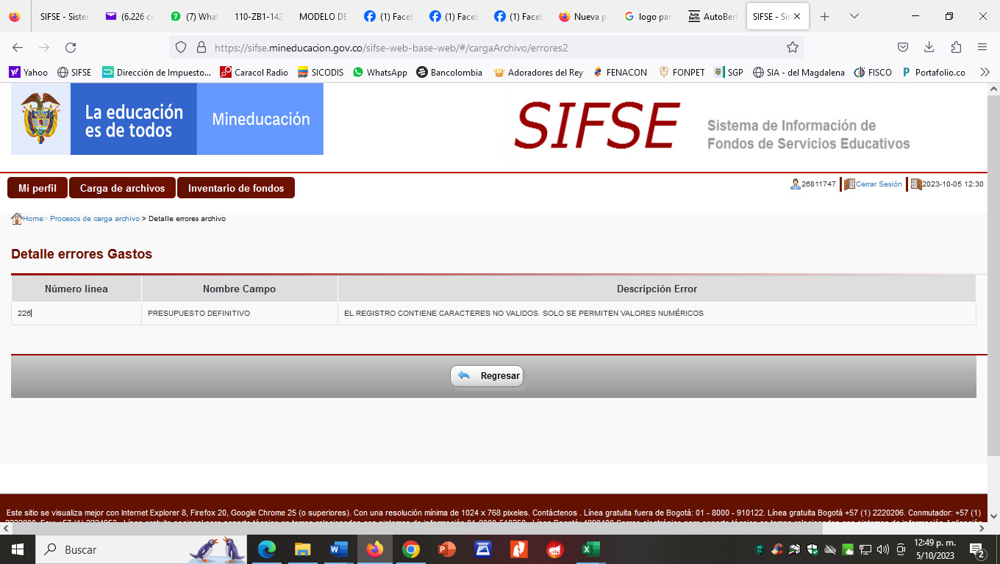 SIFSE - Sister
(6.226 co
(7) What
110-ZB1-142
MODELO DE
(1) Faceb
(1) Faceb
(1) Faceb
Nueva p
logo par
AutoBerl
SIFSE - Sis
https://sifse.mineducacion.gov.co/sifse-web-base-web/#/cargaArchivo/errores2
Yahoo
SIFSE
Dirección de Impuesto...
Caracol Radio
SICODIS
WhatsApp
Bancolombia
Adoradores del Rey
FENACON
FONPET
SGP
SIA - del Magdalena
FISCO
Portafolio.co
La educación
es de todos
Mineducación
SIFSE
Sistema de Información de
Fondos de Servicios Educativos
Mi perfil
Carga de archivos
Inventario de fondos
26811747
Cerrar Sesión
2023-10-05 12:30
Home> Procesos de carga archivo > Detalle errores archivo
Detalle errores Gastos
Número línea
Nombre Campo
Descripción Error
226
PRESUPUESTO DEFINITIVO
EL REGISTRO CONTIENE CARACTERES NO VALIDOS. SOLO SE PERMITEN VALORES NUMÉRICOS
Regresar
Este sitio se visualiza mejor con Internet Explorer 8, Firefox 20, Google Chrome 25 (o superiores). Con una resolución mínima de 1024 x 768 pixeles. Contáctenos . Línea gratuita fuera de Bogotá: 01 - 8000 - 910122. Línea gratuita Bogotá +57 (1) 2220206. Conmutador: +57 (1)
Buscar
12:49 p. m.
5/10/2023
2